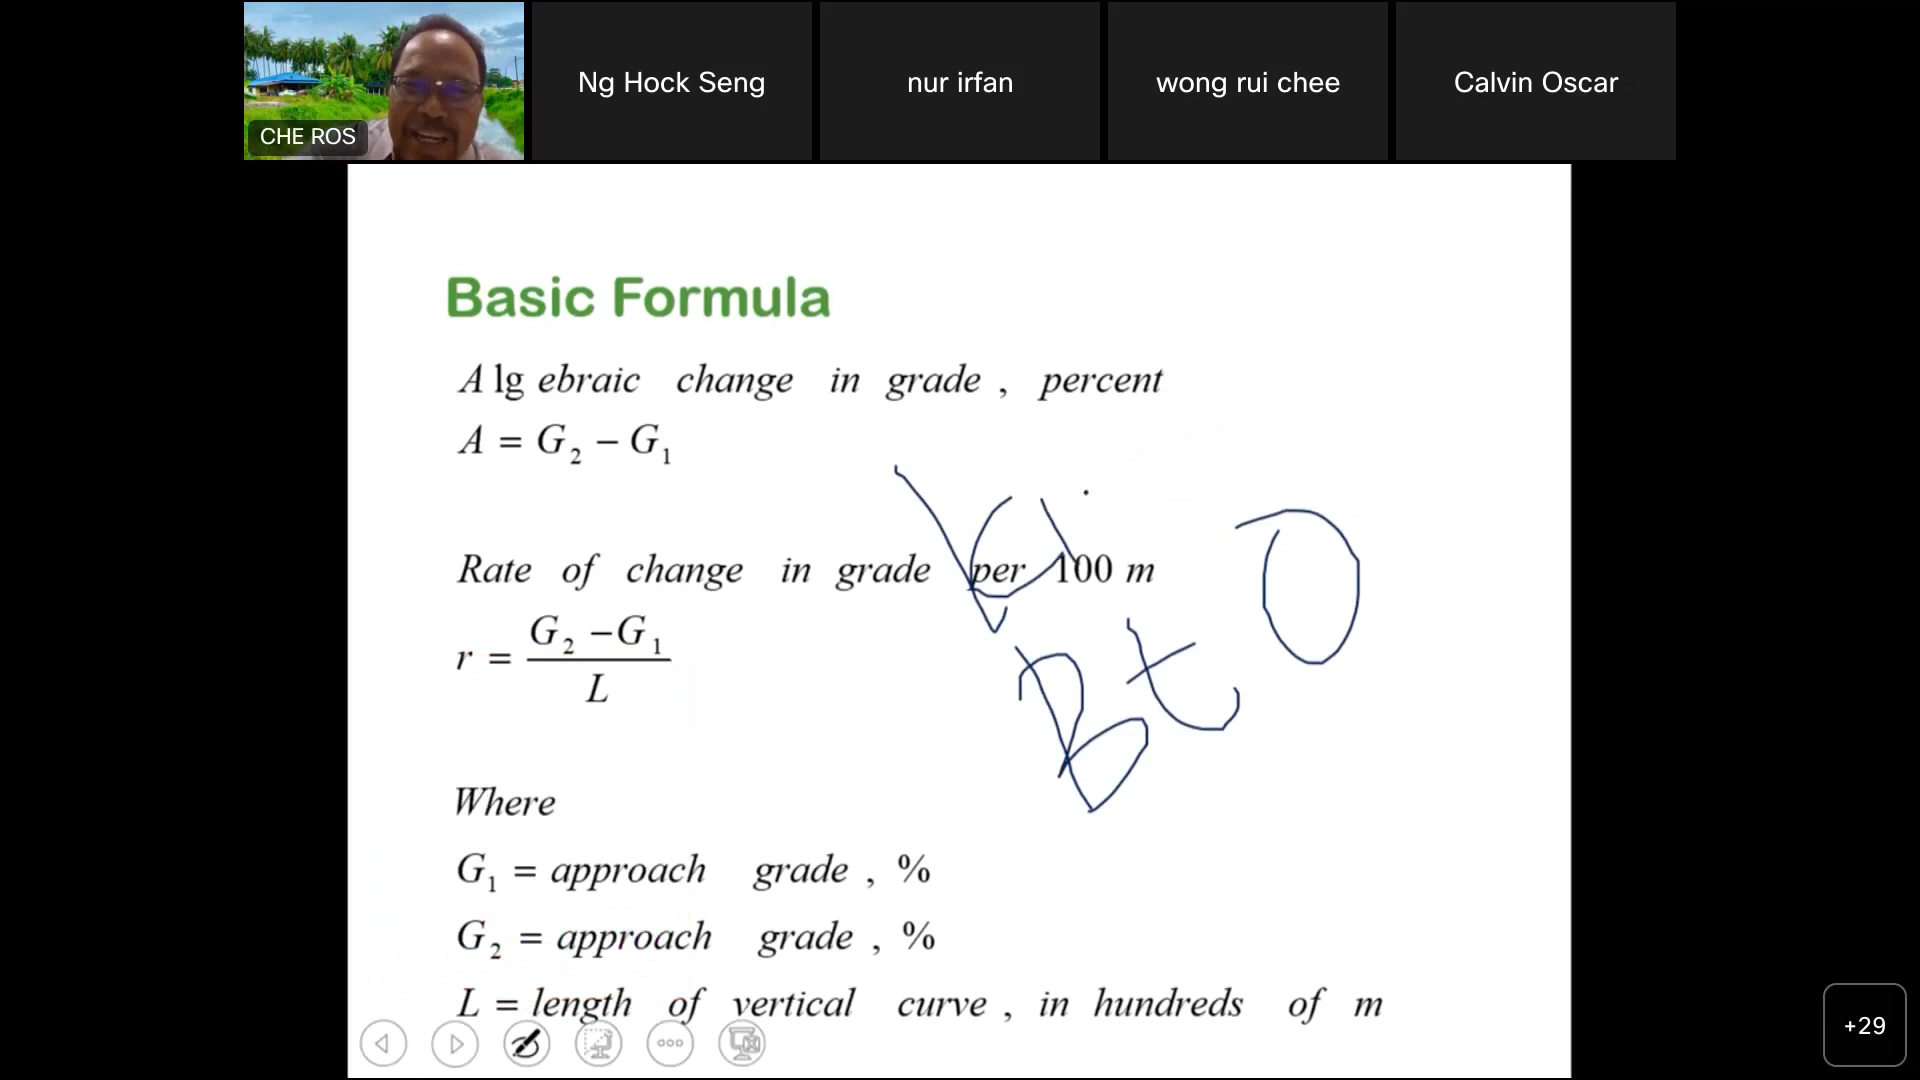 Ng Hock Seng
nur irfan
wong rui chee
Calvin Oscar
CHE ROS
Basic Formula
A lg ebraic change in grade , percent
A = G₂ − G₁
Rate of change in grade per 100 m
r = (G₂ − G₁) / L
Where
G₁ = approach grade , %
G₂ = approach grade , %
L = length of vertical curve , in hundreds of m
+29